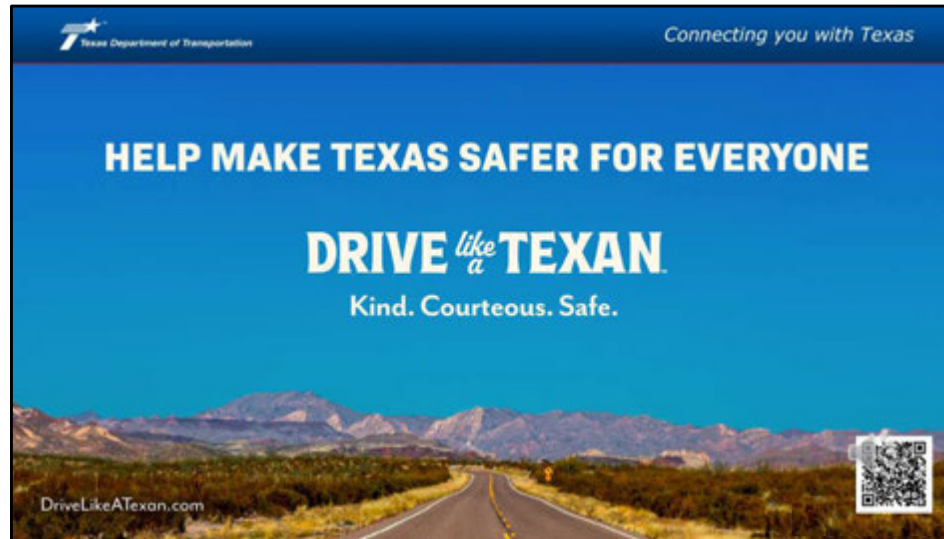 Texas Department of Transportation
Connecting you with Texas
HELP MAKE TEXAS SAFER FOR EVERYONE
DRIVE like a TEXAN
Kind. Courteous. Safe.
DriveLikeATexan.com